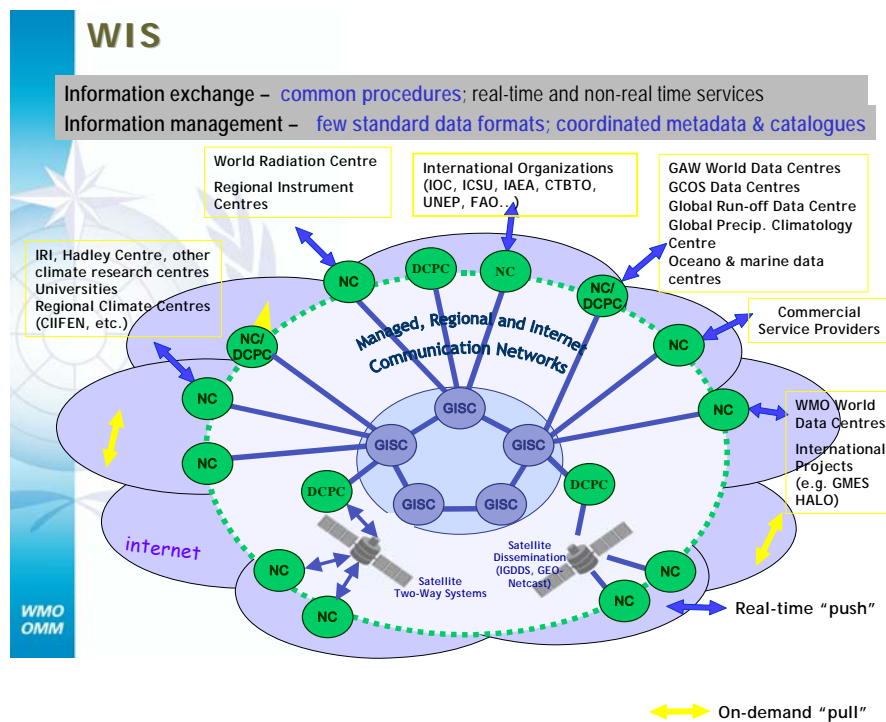 WIS
Information exchange – common procedures; real-time and non-real time services
Information management – few standard data formats; coordinated metadata & catalogues
World Radiation Centre
Regional Instrument
Centres
International Organizations
(IOC, ICSU, IAEA, CTBTO,
UNEP, FAO…)
GAW World Data Centres
GCOS Data Centres
Global Run-off Data Centre
Global Precip. Climatology
Centre
Oceano & marine data
centres
IRI, Hadley Centre, other
climate research centres
Universities
Regional Climate Centres
(CIIFEN, etc.)
Commercial
Service Providers
WMO World
Data Centres
International
Projects
(e.g. GMES
HALO)
NC
DCPC
NC
NC/
DCPC
NC/
DCPC
NC
NC
NC
NC
Managed, Regional and Internet
Communication Networks
GISC
GISC
GISC
GISC
GISC
DCPC
DCPC
internet
Satellite
Two-Way Systems
Satellite
Dissemination
(IGDDS, GEO-
Netcast)
NC
NC
NC
NC
WMO
OMM
Real-time “push”
On-demand “pull”